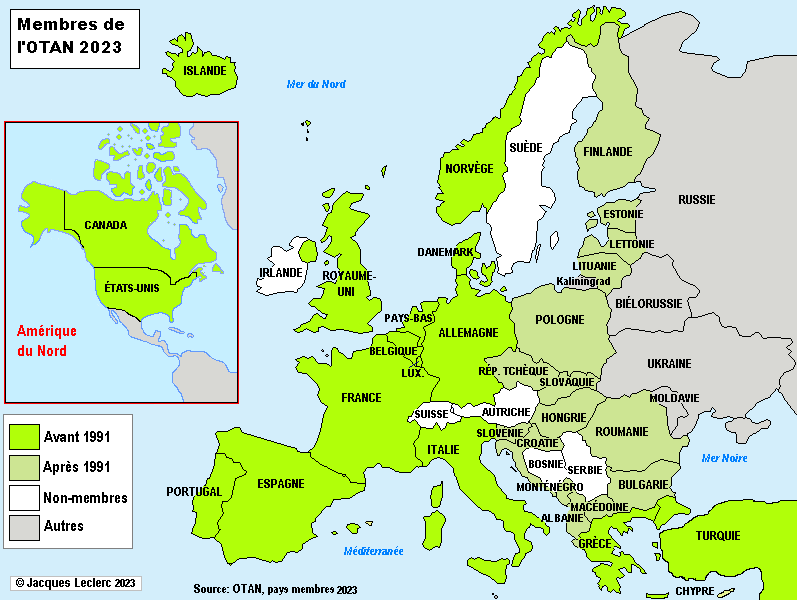 Membres de
l'OTAN 2023
ISLANDE
Mer du Nord
SUÈDE
FINLANDE
NORVÈGE
RUSSIE
CANADA
ESTONIE
LETTONIE
DANEMARK
LITUANIE
IRLANDE
ROYAUME-
UNI
Kaliningrad
ÉTATS-UNIS
BIÉLORUSSIE
PAYS-BAS
POLOGNE
Amérique
du Nord
ALLEMAGNE
BELGIQUE
UKRAINE
LUX.
RÉP. TCHÈQUE
SLOVAQUIE
FRANCE
MOLDAVIE
SUISSE
AUTRICHE
HONGRIE
Avant 1991
SLOVÉNIE
ROUMANIE
CROATIE
ITALIE
Mer Noire
Après 1991
BOSNIE
SERBIE
ESPAGNE
PORTUGAL
MONTÉNÉGRO
BULGARIE
Non-membres
MACÉDOINE
ALBANIE
Autres
TURQUIE
GRÈCE
Méditerranée
© Jacques Leclerc 2023
Source: OTAN, pays membres 2023
CHYPRE